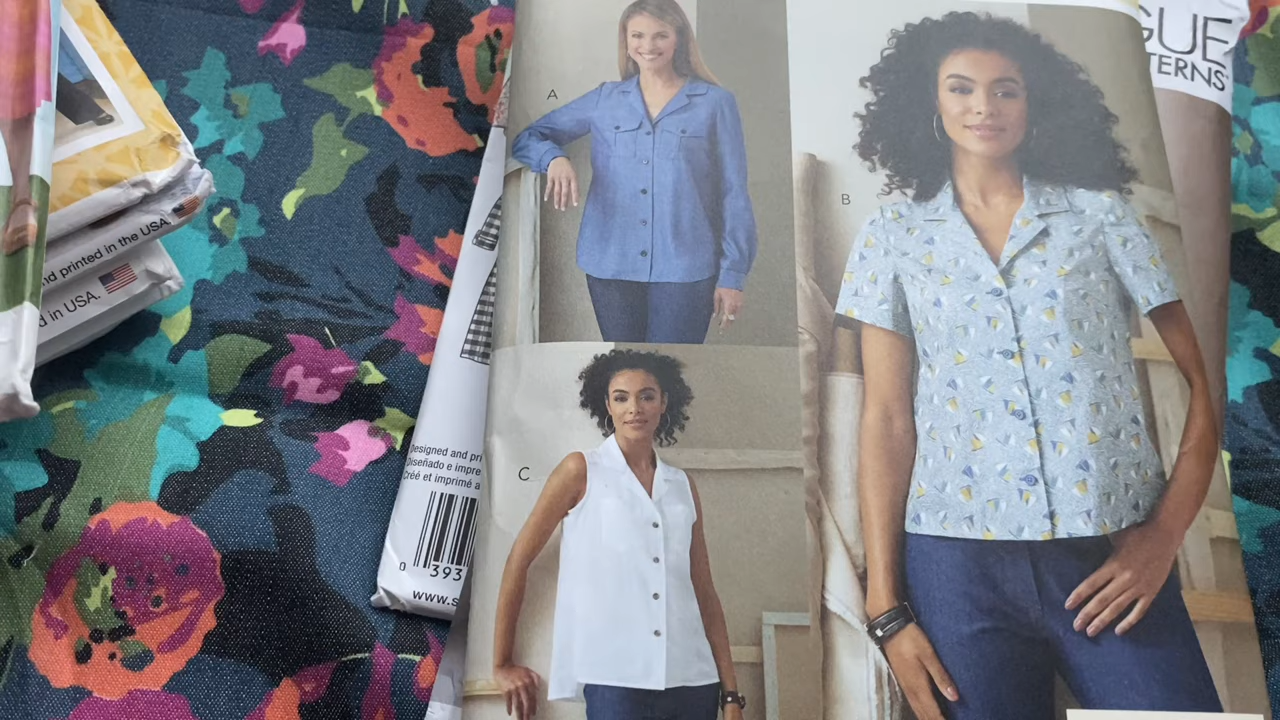 A
B
C
GUE
TERNS
nd printed in the USA.
d in USA.
Designed and pri
Diseñado e impre
Créé et imprimé a
0 393
www.s